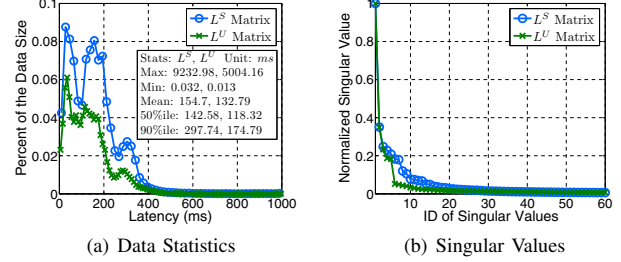 0.1
0.08
0.06
0.04
0.02
0
Percent of the Data Size
L^S Matrix
L^U Matrix
Stats: L^S, L^U Unit: ms
Max: 9232.98, 5004.16
Min: 0.032, 0.013
Mean: 154.7, 132.79
50%ile: 142.58, 118.32
90%ile: 297.74, 174.79
0 200 400 600 800 1000
Latency (ms)
(a) Data Statistics
1
0.8
0.6
0.4
0.2
0
Normalized Singular Value
L^S Matrix
L^U Matrix
10 20 30 40 50 60
ID of Singular Values
(b) Singular Values